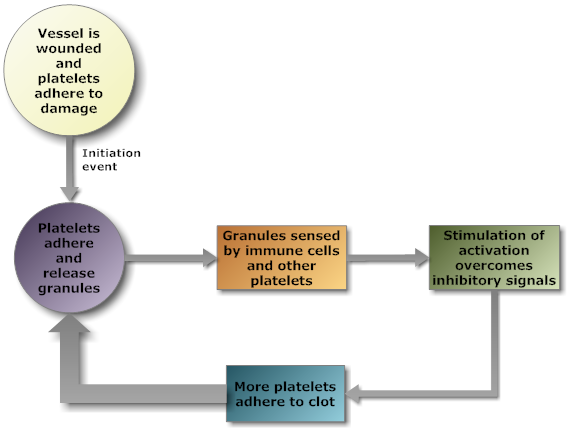 Vessel is
wounded
and
platelets
adhere to
damage
Initiation
event
Platelets
adhere
and
release
granules
Granules sensed
by immune cells
and other
platelets
Stimulation of
activation
overcomes
inhibitory signals
More platelets
adhere to clot